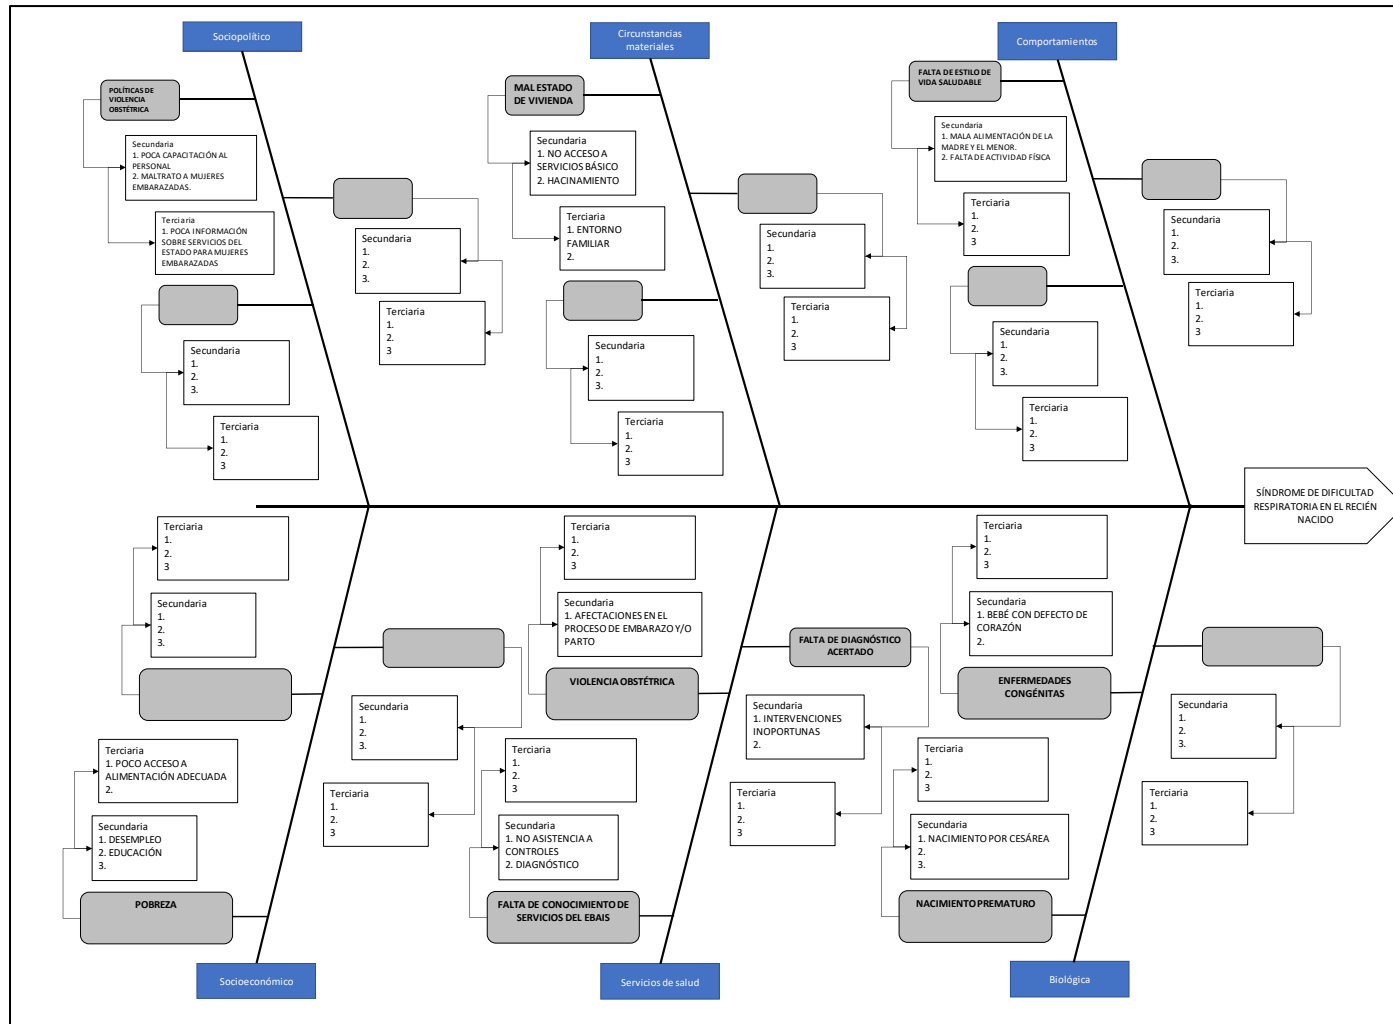 Sociopolítico
POLÍTICAS DE
VIOLENCIA
OBSTÉTRICA
Secundaria
1. POCA CAPACITACIÓN AL
PERSONAL
2. MALTRATO A MUJERES
EMBARAZADAS.
Terciaria
1. POCA INFORMACIÓN
SOBRE SERVICIOS DEL
ESTADO PARA MUJERES
EMBARAZADAS
Secundaria
1.
2.
3.
Terciaria
1.
2.
3
Secundaria
1.
2.
3.
Terciaria
1.
2.
3
Circunstancias
materiales
MAL ESTADO
DE VIVIENDA
Secundaria
1. NO ACCESO A
SERVICIOS BÁSICO
2. HACINAMIENTO
Terciaria
1. ENTORNO
FAMILIAR
2.
Secundaria
1.
2.
3.
Terciaria
1.
2.
3
Secundaria
1.
2.
3.
Terciaria
1.
2.
3
Comportamientos
FALTA DE ESTILO DE
VIDA SALUDABLE
Secundaria
1. MALA ALIMENTACIÓN DE LA
MADRE Y EL MENOR.
2. FALTA DE ACTIVIDAD FÍSICA
Terciaria
1.
2.
3
Secundaria
1.
2.
3.
Terciaria
1.
2.
3
Secundaria
1.
2.
3.
Terciaria
1.
2.
3
SÍNDROME DE DIFICULTAD
RESPIRATORIA EN EL RECIÉN
NACIDO
Terciaria
1.
2.
3
Secundaria
1.
2.
3.
Terciaria
1. POCO ACCESO A
ALIMENTACIÓN ADECUADA
2.
Secundaria
1. DESEMPLEO
2. EDUCACIÓN
3.
POBREZA
Secundaria
1.
2.
3.
Terciaria
1.
2.
3
Socioeconómico
Terciaria
1.
2.
3
Secundaria
1. AFECTACIONES EN EL
PROCESO DE EMBARAZO Y/O
PARTO
VIOLENCIA OBSTÉTRICA
Terciaria
1.
2.
3
Secundaria
1. NO ASISTENCIA A
CONTROLES
2. DIAGNÓSTICO
FALTA DE CONOCIMIENTO DE
SERVICIOS DEL EBAIS
FALTA DE DIAGNÓSTICO
ACERTADO
Secundaria
1. INTERVENCIONES
INOPORTUNAS
2.
Terciaria
1.
2.
3
Servicios de salud
Terciaria
1.
2.
3
Secundaria
1. BEBÉ CON DEFECTO DE
CORAZÓN
2.
ENFERMEDADES
CONGÉNITAS
Terciaria
1.
2.
3
Secundaria
1. NACIMIENTO POR CESÁREA
2.
3.
NACIMIENTO PREMATURO
Secundaria
1.
2.
3.
Terciaria
1.
2.
3
Biológica